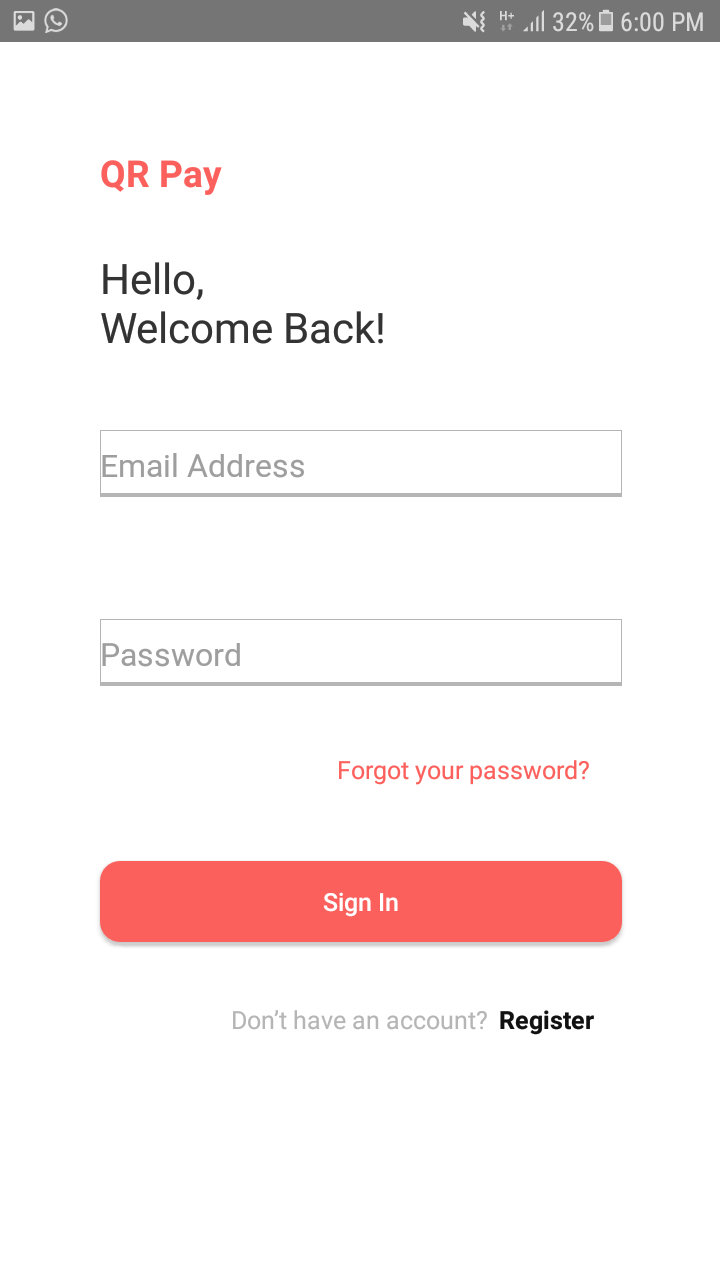 H+ 32% 6:00 PM
QR Pay
Hello,
Welcome Back!
Email Address
Password
Forgot your password?
Sign In
Don't have an account? Register